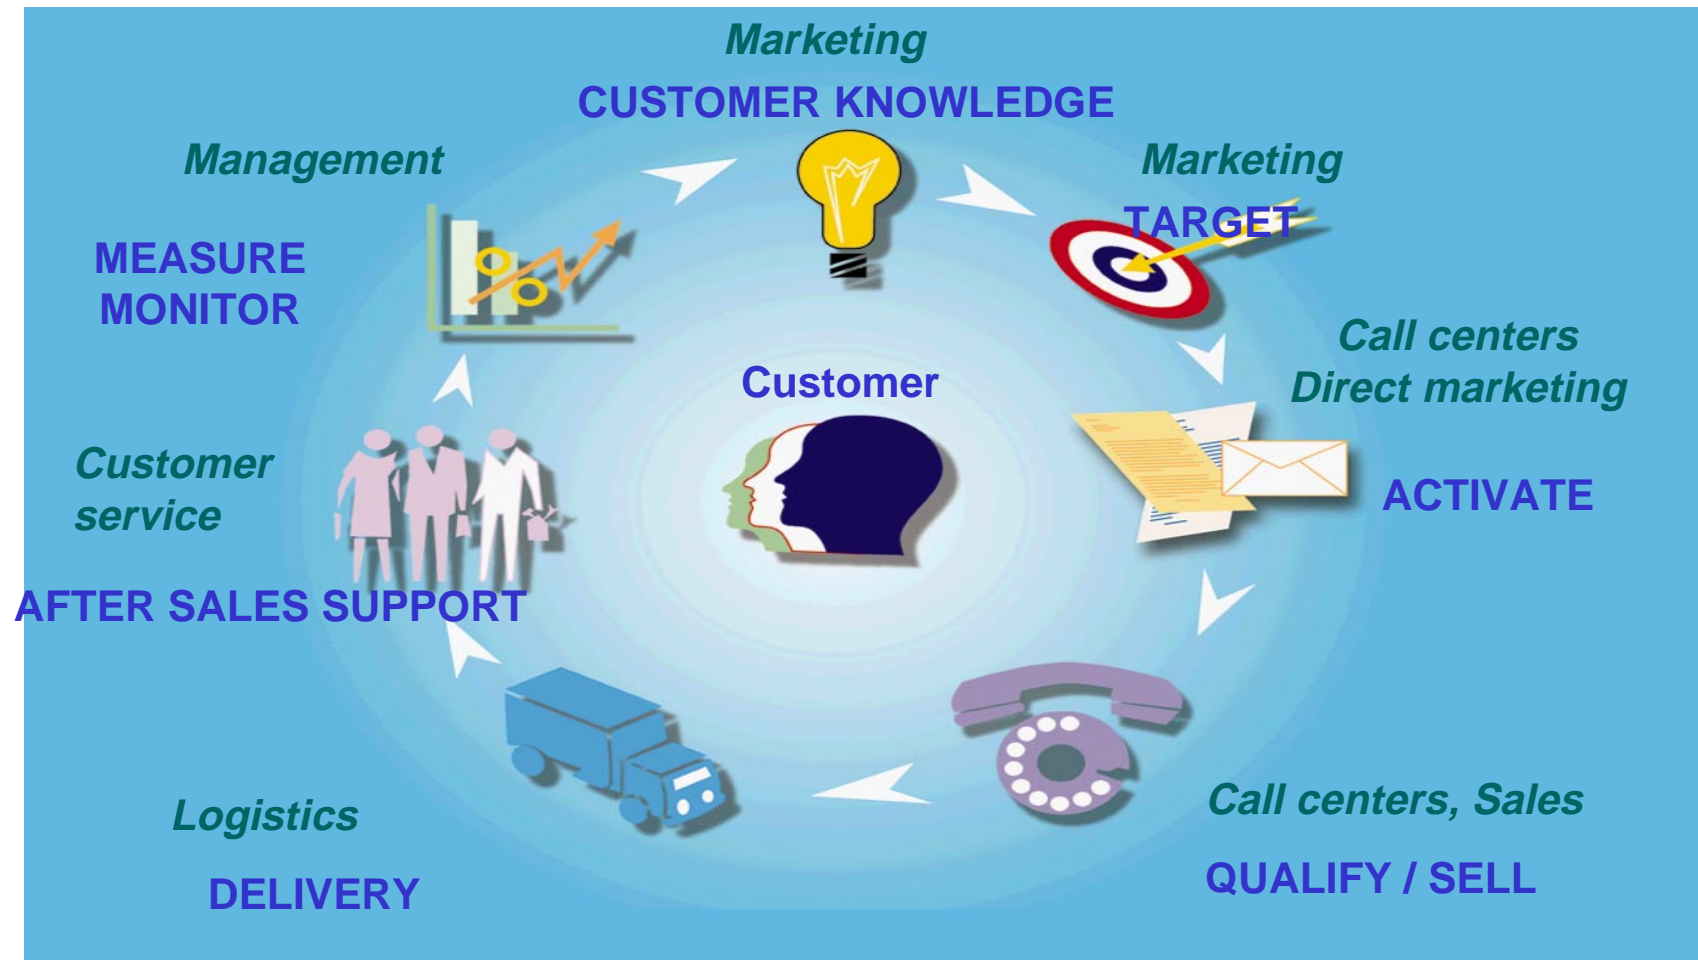 Marketing
CUSTOMER KNOWLEDGE
Marketing
TARGET
Call centers
Direct marketing
ACTIVATE
Call centers, Sales
QUALIFY / SELL
Logistics
DELIVERY
Customer
service
AFTER SALES SUPPORT
Management
MEASURE
MONITOR
Customer